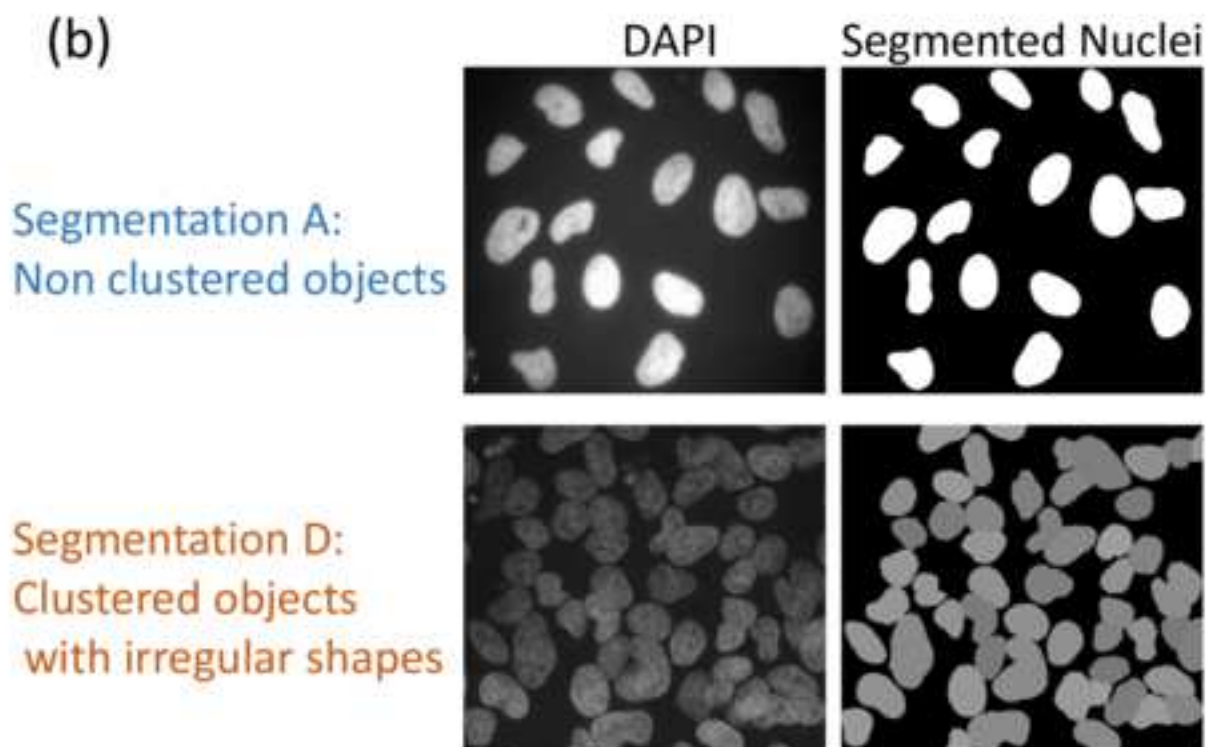 (b)
DAPI
Segmented Nuclei
Segmentation A:
Non clustered objects
Segmentation D:
Clustered objects
with irregular shapes